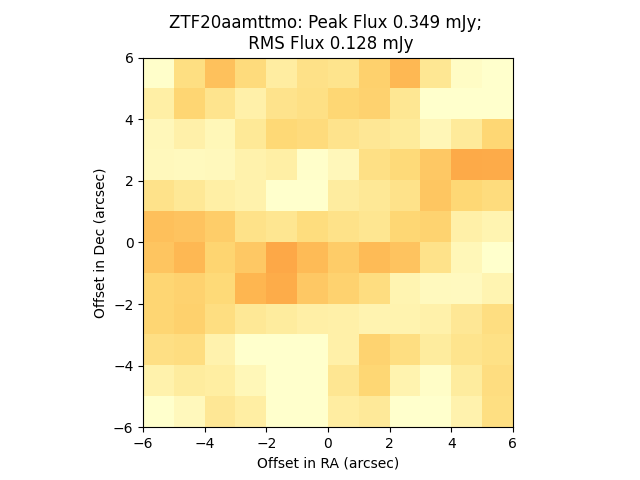 ZTF20aamttmo: Peak Flux 0.349 mJy;
RMS Flux 0.128 mJy
6
4
2
0
−2
−4
−6
Offset in Dec (arcsec)
−6 −4 −2 0 2 4 6
Offset in RA (arcsec)